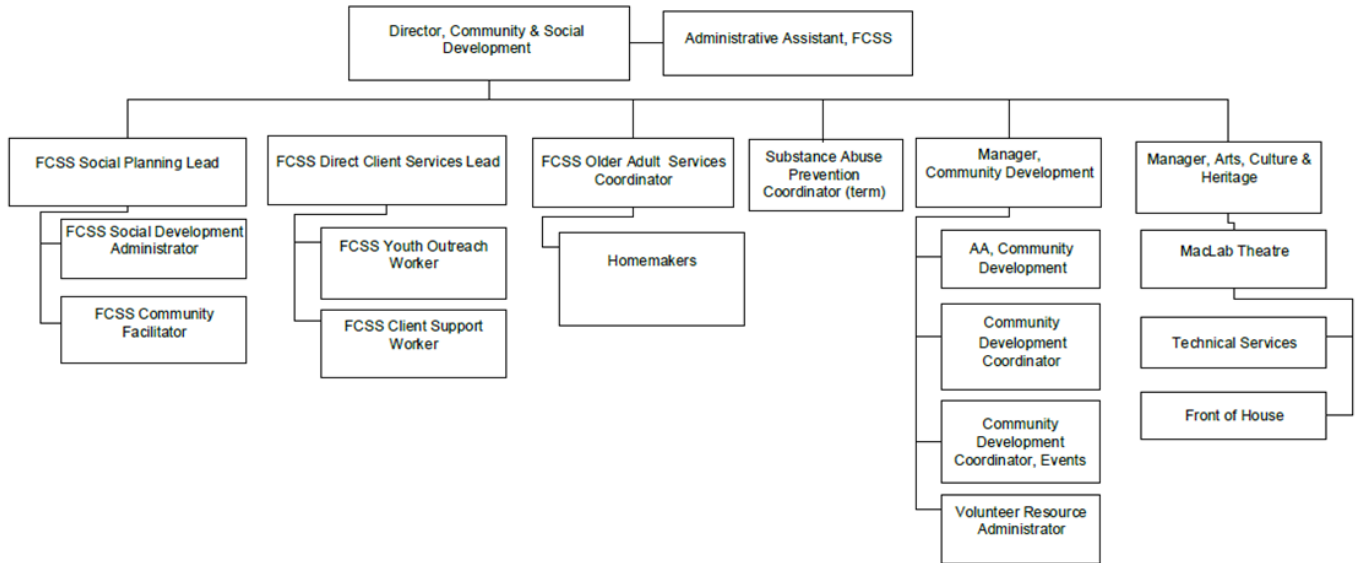 Director, Community & Social
Development
Administrative Assistant, FCSS
FCSS Social Planning Lead
FCSS Direct Client Services Lead
FCSS Older Adult Services
Coordinator
Substance Abuse
Prevention
Coordinator (term)
Manager,
Community Development
Manager, Arts, Culture &
Heritage
FCSS Social Development
Administrator
FCSS Community
Facilitator
FCSS Youth Outreach
Worker
FCSS Client Support
Worker
Homemakers
AA, Community
Development
Community
Development
Coordinator
Community
Development
Coordinator, Events
Volunteer Resource
Administrator
MacLab Theatre
Technical Services
Front of House